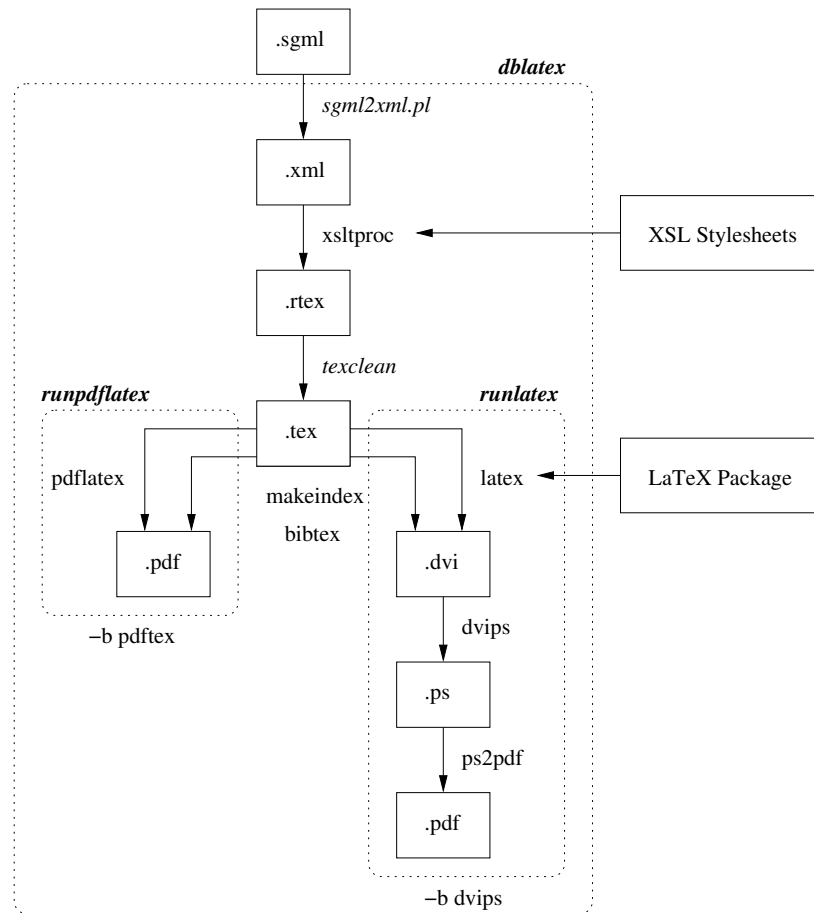 .sgml
dblatex
sgml2xml.pl
.xml
xsltproc
XSL Stylesheets
.rtex
texclean
runpdflatex
runlatex
.tex
pdflatex
latex
LaTeX Package
makeindex
bibtex
.pdf
.dvi
−b pdftex
dvips
.ps
ps2pdf
.pdf
−b dvips